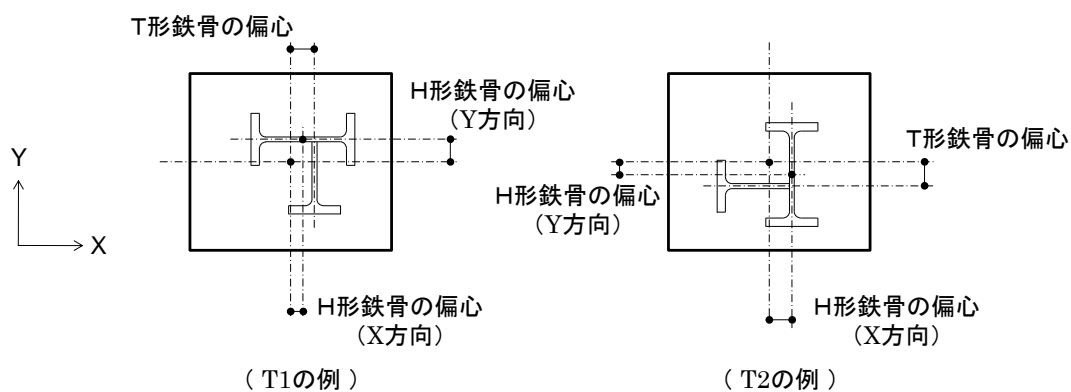 T形鉄骨の偏心
H形鉄骨の偏心
（Y方向）
Y
X
H形鉄骨の偏心
（X方向）
（ T1の例 ）
T形鉄骨の偏心
H形鉄骨の偏心
（Y方向）
H形鉄骨の偏心
（X方向）
（ T2の例 ）